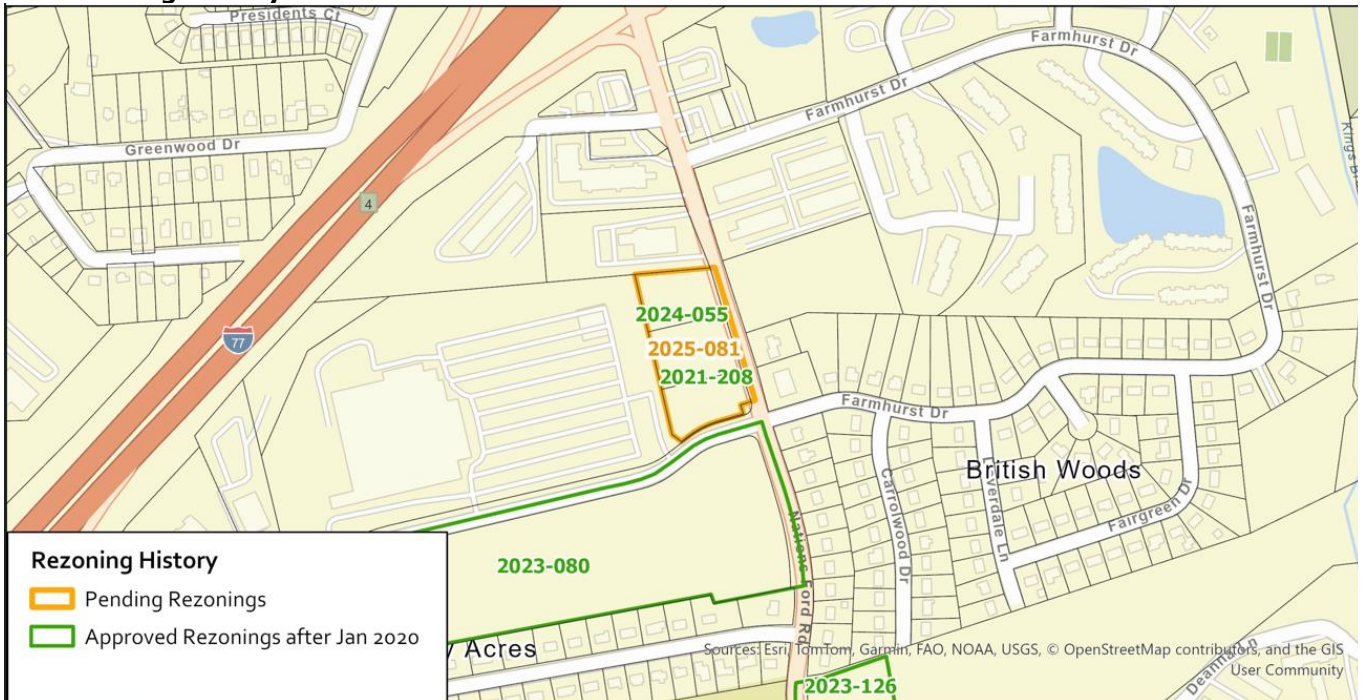 Presidents Ct
Farmhurst Dr
Farmhurst Dr
Greenwood Dr
4
77
Farmhurst Dr
2024-055
2025-081
2021-208
Farmhurst Dr
British Woods
Carrolwood Dr
Fairgreen Dr
Nations Ford Rd
2023-080
Rezoning History
Pending Rezonings
Approved Rezonings after Jan 2020
y Acres
Sources: Esri, TomTom, Garmin, FAO, NOAA, USGS, © OpenStreetMap contributors, and the GIS
User Community
2023-126
Deanna Ln